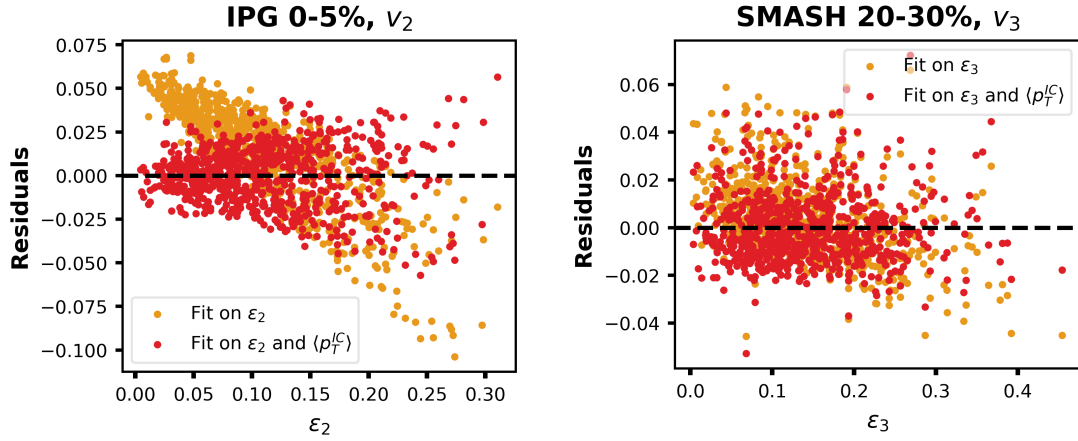 IPG 0-5%, v₂
0.075
0.050
0.025
0.000
−0.025
−0.050
−0.075
−0.100
Residuals
Fit on ε₂
Fit on ε₂ and ⟨p_T^{IC}⟩
0.00 0.05 0.10 0.15 0.20 0.25 0.30
ε₂
SMASH 20-30%, v₃
0.06
0.04
0.02
0.00
−0.02
−0.04
Residuals
Fit on ε₃
Fit on ε₃ and ⟨p_T^{IC}⟩
0.0 0.1 0.2 0.3 0.4
ε₃